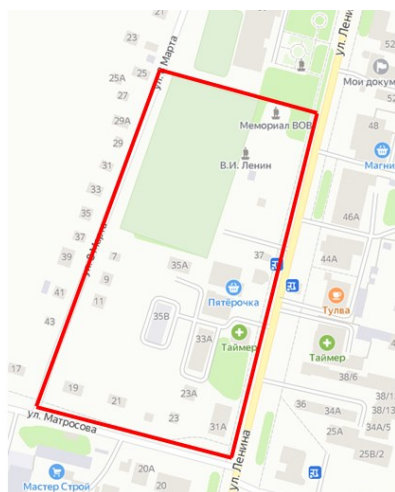 21
23
25
25А
27
29А
29
31
33
35
37
39
41
43
17
ул. 8 Марта
ул. 8 Марта
7
9
11
19
21
23
23А
31А
33А
35А
35В
37
Мемориал ВОВ
В.И. Ленин
Пятёрочка
Таймер
ул. Ленина
ул. Матросова
ул. Ленина
Мои докум
48
Магни
46А
44А
Тулва
Таймер
38/6
38/1
38/13
34А/5
36
34А
25А
25В/2
Мастер Строй
20А
20
52